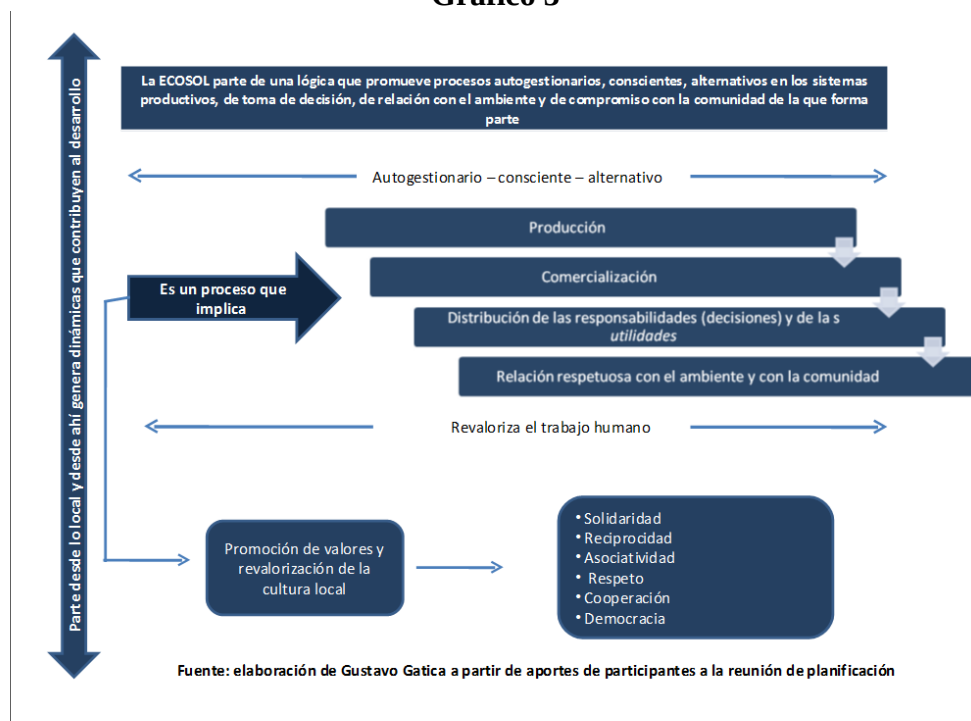 Gráfico 3
La ECOSOL parte de una lógica que promueve procesos autogestionarios, conscientes, alternativos en los sistemas
productivos, de toma de decisión, de relación con el ambiente y de compromiso con la comunidad de la que forma
parte
Parte desde lo local y desde ahí genera dinámicas que contribuyen al desarrollo
Autogestionario – consciente – alternativo
Producción
Comercialización
Es un proceso que
implica
Distribución de las responsabilidades (decisiones) y de la s
utilidades
Relación respetuosa con el ambiente y con la comunidad
Revaloriza el trabajo humano
Promoción de valores y
revalorización de la
cultura local
• Solidaridad
• Reciprocidad
• Asociatividad
• Respeto
• Cooperación
• Democracia
Fuente: elaboración de Gustavo Gatica a partir de aportes de participantes a la reunión de planificación